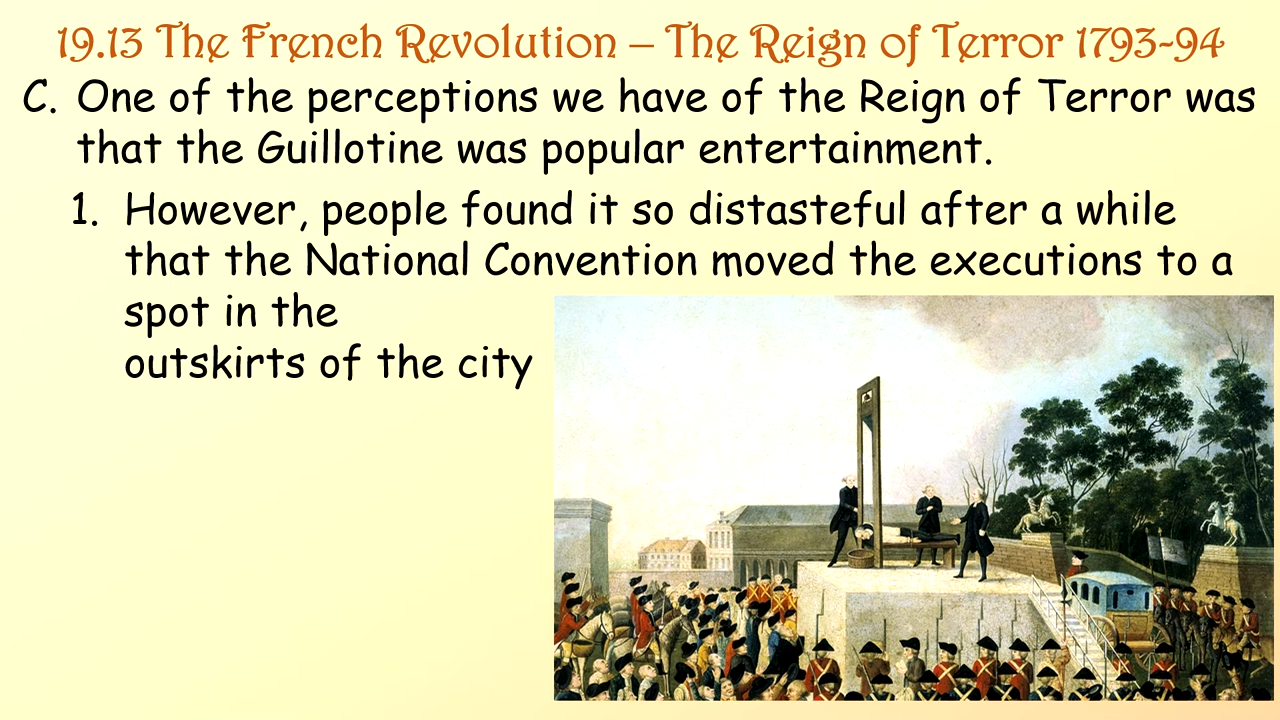 19.13 The French Revolution – The Reign of Terror 1793-94
C. One of the perceptions we have of the Reign of Terror was
that the Guillotine was popular entertainment.
1. However, people found it so distasteful after a while
that the National Convention moved the executions to a
spot in the
outskirts of the city